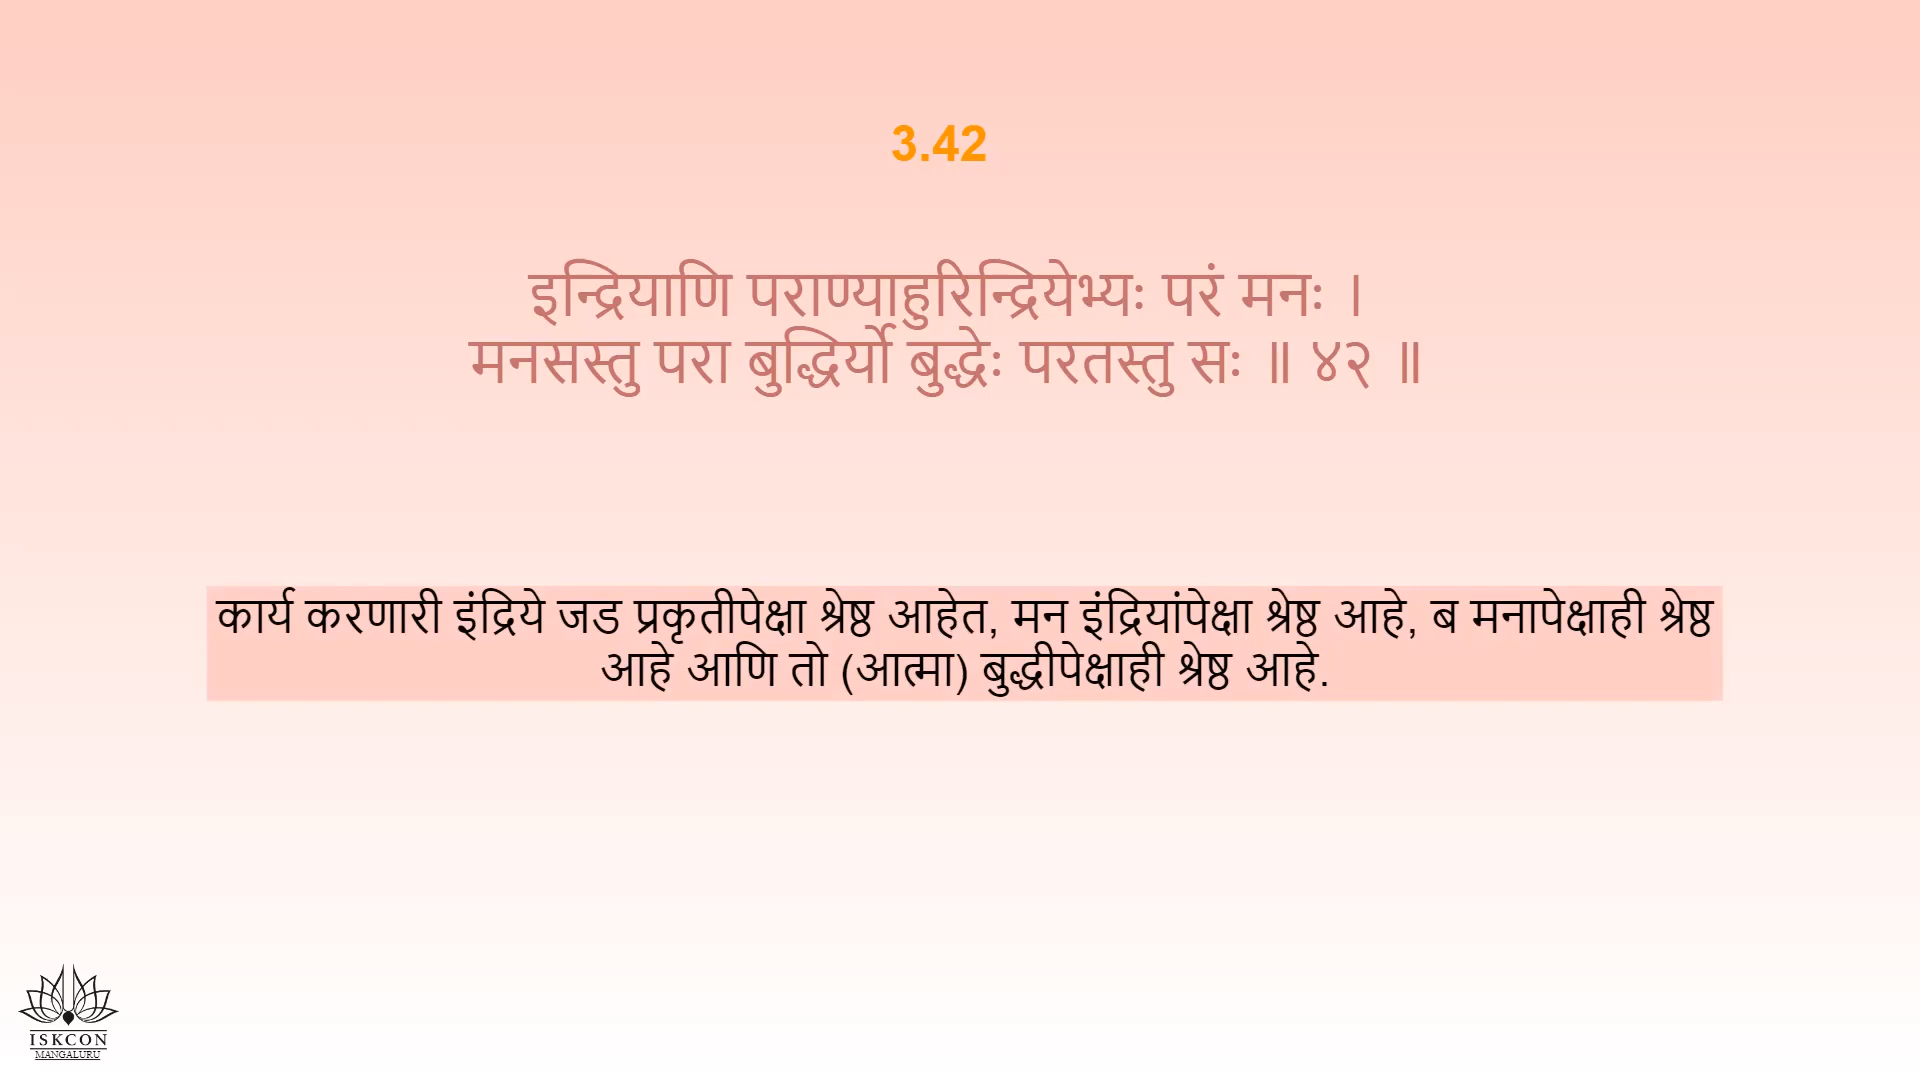 3.42
इन्द्रियाणि पराण्याहुरिन्द्रियेभ्यः परं मनः ।
मनसस्तु परा बुद्धिर्यो बुद्धेः परतस्तु सः ॥ ४२ ॥
कार्य करणारी इंद्रिये जड प्रकृतीपेक्षा श्रेष्ठ आहेत, मन इंद्रियांपेक्षा श्रेष्ठ आहे, ब मनापेक्षाही श्रेष्ठ
आहे आणि तो (आत्मा) बुद्धीपेक्षाही श्रेष्ठ आहे.
ISKCON
MANGALURU